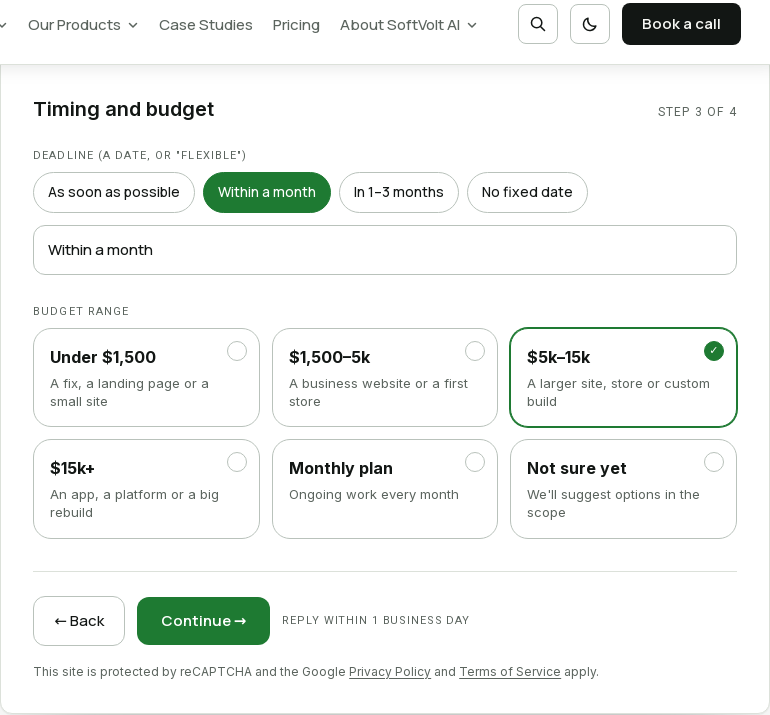 Our Products Case Studies Pricing About SoftVolt AI Book a call
Timing and budget STEP 3 OF 4
DEADLINE (A DATE, OR "FLEXIBLE")
As soon as possible Within a month In 1–3 months No fixed date
Within a month
BUDGET RANGE
Under $1,500
A fix, a landing page or a
small site
$1,500–5k
A business website or a first
store
$5k–15k
A larger site, store or custom
build
$15k+
An app, a platform or a big
rebuild
Monthly plan
Ongoing work every month
Not sure yet
We'll suggest options in the
scope
← Back Continue → REPLY WITHIN 1 BUSINESS DAY
This site is protected by reCAPTCHA and the Google Privacy Policy and Terms of Service apply.